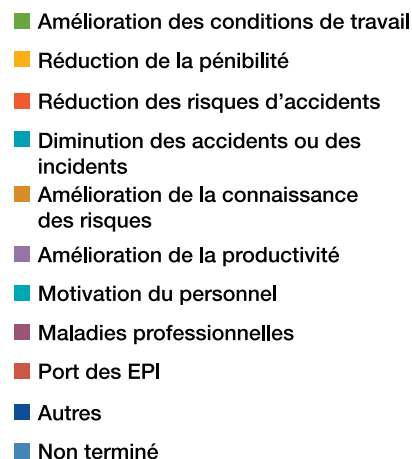 Amélioration des conditions de travail
Réduction de la pénibilité
Réduction des risques d'accidents
Diminution des accidents ou des
incidents
Amélioration de la connaissance
des risques
Amélioration de la productivité
Motivation du personnel
Maladies professionnelles
Port des EPI
Autres
Non terminé